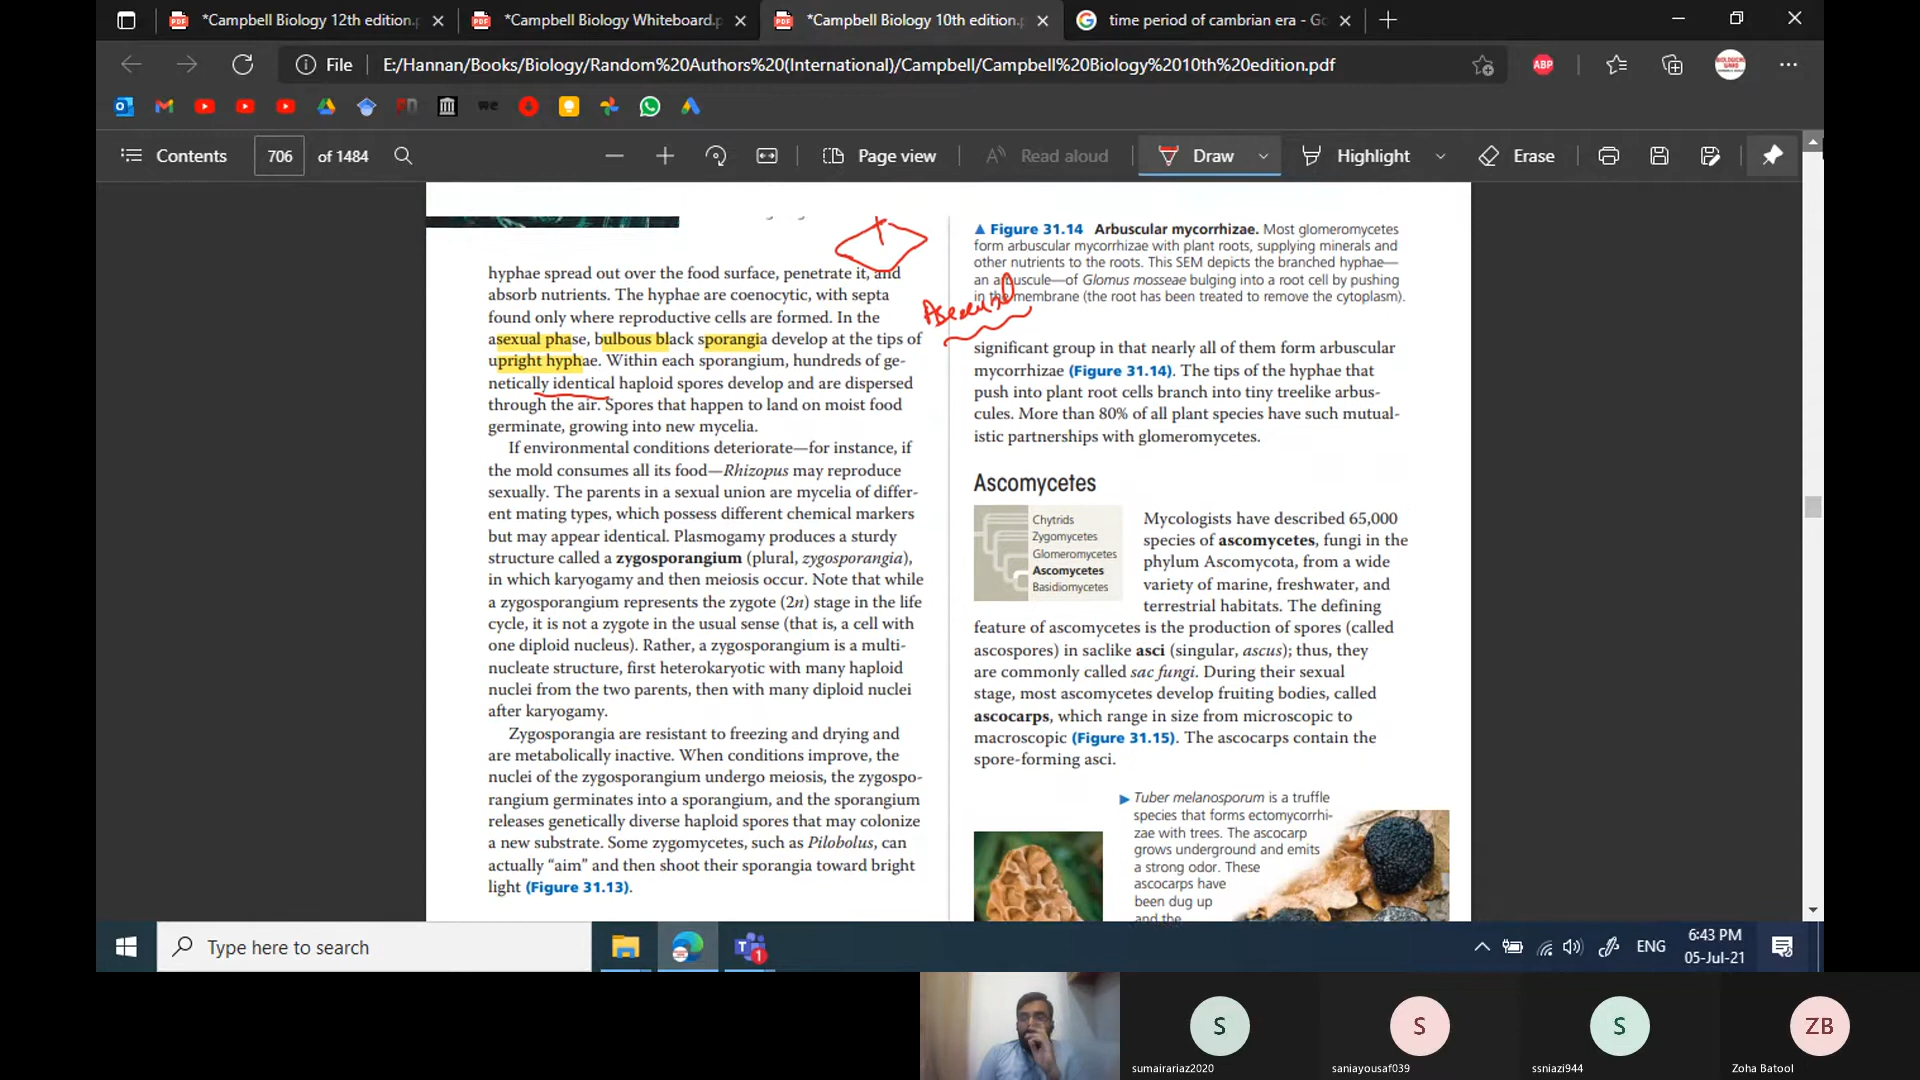 *Campbell Biology 12th edition.p
*Campbell Biology Whiteboard.p
*Campbell Biology 10th edition.p
time period of cambrian era - Go
File
E:/Hannan/Books/Biology/Random%20Authors%20(International)/Campbell/Campbell%20Biology%2010th%20edition.pdf
ABP
Contents
706
of 1484
Page view
Read aloud
Draw
Highlight
Erase
hyphae spread out over the food surface, penetrate it, and
absorb nutrients. The hyphae are coenocytic, with septa
found only where reproductive cells are formed. In the
asexual phase, bulbous black sporangia develop at the tips of
upright hyphae. Within each sporangium, hundreds of ge-
netically identical haploid spores develop and are dispersed
through the air. Spores that happen to land on moist food
germinate, growing into new mycelia.
If environmental conditions deteriorate—for instance, if
the mold consumes all its food—Rhizopus may reproduce
sexually. The parents in a sexual union are mycelia of differ-
ent mating types, which possess different chemical markers
but may appear identical. Plasmogamy produces a sturdy
structure called a zygosporangium (plural, zygosporangia),
in which karyogamy and then meiosis occur. Note that while
a zygosporangium represents the zygote (2n) stage in the life
cycle, it is not a zygote in the usual sense (that is, a cell with
one diploid nucleus). Rather, a zygosporangium is a multi-
nucleate structure, first heterokaryotic with many haploid
nuclei from the two parents, then with many diploid nuclei
after karyogamy.
Zygosporangia are resistant to freezing and drying and
are metabolically inactive. When conditions improve, the
nuclei of the zygosporangium undergo meiosis, the zygospo-
rangium germinates into a sporangium, and the sporangium
releases genetically diverse haploid spores that may colonize
a new substrate. Some zygomycetes, such as Pilobolus, can
actually “aim” and then shoot their sporangia toward bright
light (Figure 31.13).
Asexual
▲ Figure 31.14 Arbuscular mycorrhizae. Most glomeromycetes
form arbuscular mycorrhizae with plant roots, supplying minerals and
other nutrients to the roots. This SEM depicts the branched hyphae—
an arbuscule—of Glomus mosseae bulging into a root cell by pushing
in the membrane (the root has been treated to remove the cytoplasm).
significant group in that nearly all of them form arbuscular
mycorrhizae (Figure 31.14). The tips of the hyphae that
push into plant root cells branch into tiny treelike arbus-
cules. More than 80% of all plant species have such mutual-
istic partnerships with glomeromycetes.
Ascomycetes
Chytrids
Zygomycetes
Glomeromycetes
Ascomycetes
Basidiomycetes
Mycologists have described 65,000
species of ascomycetes, fungi in the
phylum Ascomycota, from a wide
variety of marine, freshwater, and
terrestrial habitats. The defining
feature of ascomycetes is the production of spores (called
ascospores) in saclike asci (singular, ascus); thus, they
are commonly called sac fungi. During their sexual
stage, most ascomycetes develop fruiting bodies, called
ascocarps, which range in size from microscopic to
macroscopic (Figure 31.15). The ascocarps contain the
spore-forming asci.
▶ Tuber melanosporum is a truffle
species that forms ectomycorrhi-
zae with trees. The ascocarp
grows underground and emits
a strong odor. These
ascocarps have
been dug up
and the
Type here to search
1
ENG
6:43 PM
05-Jul-21
S
S
S
ZB
sumairariaz2020
saniayousaf039
ssniazi944
Zoha Batool